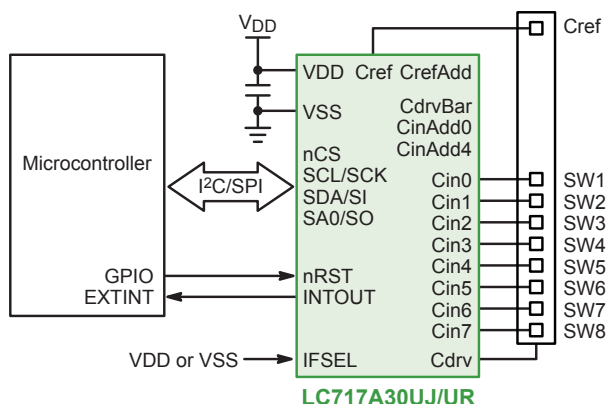 VDD
VDD
Cref CrefAdd
Cref
VSS
CdrvBar
CinAdd0
CinAdd4
Microcontroller
I²C/SPI
nCS
SCL/SCK
SDA/SI
SA0/SO
Cin0
Cin1
Cin2
Cin3
Cin4
Cin5
Cin6
Cin7
SW1
SW2
SW3
SW4
SW5
SW6
SW7
SW8
GPIO
EXTINT
nRST
INTOUT
VDD or VSS
IFSEL
Cdrv
LC717A30UJ/UR